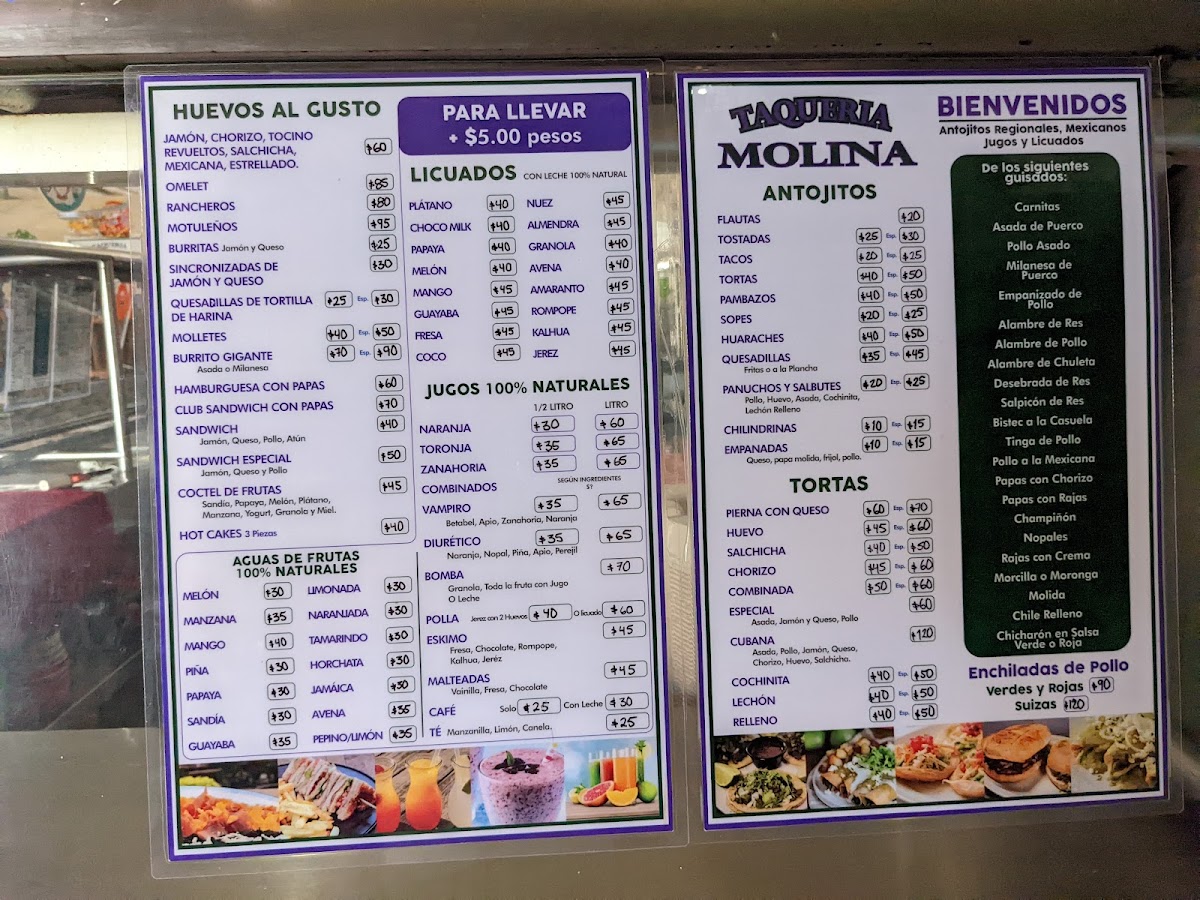 HUEVOS AL GUSTO
JAMÓN, CHORIZO, TOCINO
REVUELTOS, SALCHICHA, $60
MEXICANA, ESTRELLADO.
OMELET $85
RANCHEROS $80
MOTULEÑOS $95
BURRITAS Jamón y Queso $25
SINCRONIZADAS DE $30
JAMÓN Y QUESO
QUESADILLAS DE TORTILLA $25 Esp. $30
DE HARINA
MOLLETES $40 Esp. $50
BURRITO GIGANTE $70 Esp. $90
Asada o Milanesa
HAMBURGUESA CON PAPAS $60
CLUB SANDWICH CON PAPAS $70
SANDWICH $40
Jamón, Queso, Pollo, Atún
SANDWICH ESPECIAL $50
Jamón, Queso y Pollo
COCTEL DE FRUTAS $45
Sandía, Papaya, Melón, Plátano,
Manzana, Yogurt, Granola y Miel.
HOT CAKES 3 Piezas $40
AGUAS DE FRUTAS
100% NATURALES
MELÓN $30 LIMONADA $30
MANZANA $35 NARANJADA $30
MANGO $40 TAMARINDO $30
PIÑA $30 HORCHATA $30
PAPAYA $30 JAMÁICA $30
SANDÍA $30 AVENA $35
GUAYABA $35 PEPINO/LIMÓN $35
PARA LLEVAR
+ $5.00 pesos
LICUADOS CON LECHE 100% NATURAL
PLÁTANO $40 NUEZ $45
CHOCO MILK $40 ALMENDRA $45
PAPAYA $40 GRANOLA $40
MELÓN $40 AVENA $40
MANGO $45 AMARANTO $45
GUAYABA $45 ROMPOPE $45
FRESA $45 KALHUA $45
COCO $45 JEREZ $45
JUGOS 100% NATURALES
1/2 LITRO LITRO
NARANJA $30 $60
TORONJA $35 $65
ZANAHORIA $35 $65
COMBINADOS SEGÚN INGREDIENTES
S?
VAMPIRO $35 $65
Betabel, Apio, Zanahoria, Naranja
DIURÉTICO $35 $65
Naranja, Nopal, Piña, Apio, Perejil
BOMBA $70
Granola, Toda la fruta con Jugo
O Leche
POLLA Jerez con 2 Huevos $40 O licuado $60
ESKIMO $45
Fresa, Chocolate, Rompope,
Kalhua, Jeréz
MALTEADAS $45
Vainilla, Fresa, Chocolate
CAFÉ Solo $25 Con Leche $30
TÉ Manzanilla, Limón, Canela. $25
TAQUERIA
MOLINA
ANTOJITOS
FLAUTAS $20
TOSTADAS $25 Esp. $30
TACOS $20 Esp. $25
TORTAS $40 Esp. $50
PAMBAZOS $40 Esp. $50
SOPES $20 Esp. $25
HUARACHES $40 Esp. $50
QUESADILLAS $35 Esp. $45
Fritas o a la Plancha
PANUCHOS Y SALBUTES $20 Esp. $25
Pollo, Huevo, Asada, Cochinita,
Lechón Relleno
CHILINDRINAS $10 Esp. $15
EMPANADAS $10 Esp. $15
Queso, papa molida, frijol, pollo.
TORTAS
PIERNA CON QUESO $60 Esp. $70
HUEVO $45 Esp. $60
SALCHICHA $40 Esp. $50
CHORIZO $45 Esp. $60
COMBINADA $50 Esp. $60
ESPECIAL $60
Asada, Jamón y Queso, Pollo
CUBANA $120
Asada, Pollo, Jamón, Queso,
Chorizo, Huevo, Salchicha.
COCHINITA $40 Esp. $50
LECHÓN $40 Esp. $50
RELLENO $40 Esp. $50
BIENVENIDOS
Antojitos Regionales, Mexicanos
Jugos y Licuados
De los siguientes
guisados:
Carnitas
Asada de Puerco
Pollo Asado
Milanesa de
Puerco
Empanizado de
Pollo
Alambre de Res
Alambre de Pollo
Alambre de Chuleta
Desebrada de Res
Salpicón de Res
Bistec a la Casuela
Tinga de Pollo
Pollo a la Mexicana
Papas con Chorizo
Papas con Rajas
Champiñón
Nopales
Rajas con Crema
Morcilla o Moronga
Molida
Chile Relleno
Chicharón en Salsa
Verde o Roja
Enchiladas de Pollo
Verdes y Rojas $90
Suizas $120